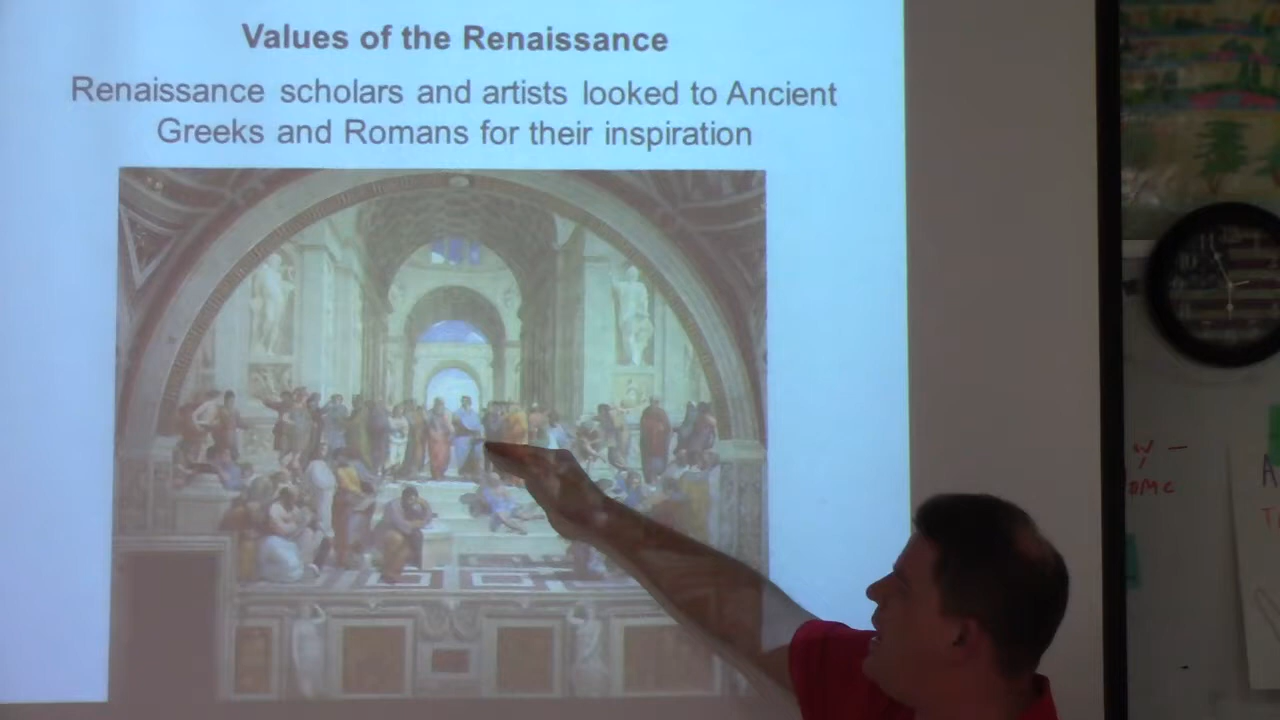 Values of the Renaissance
Renaissance scholars and artists looked to Ancient
Greeks and Romans for their inspiration